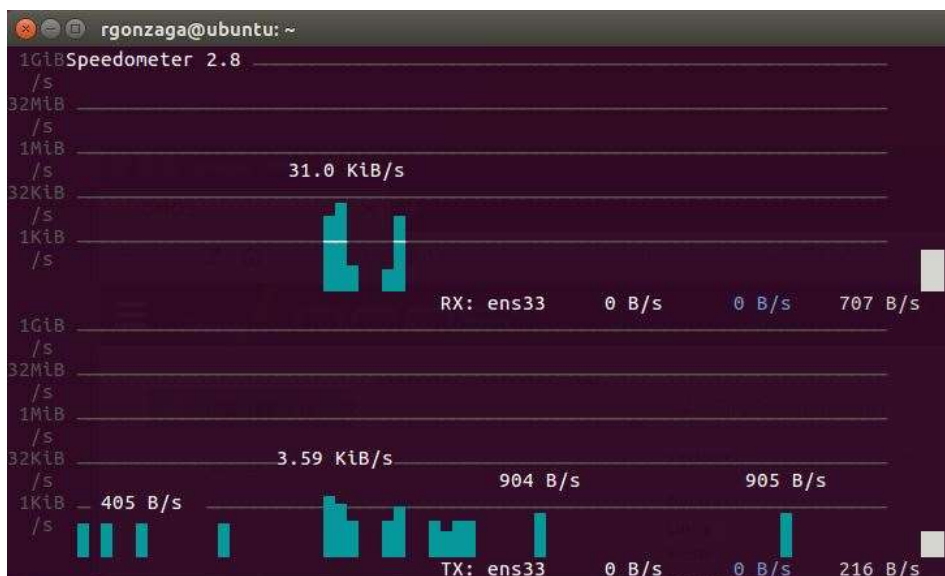 rgonzaga@ubuntu: ~
1GiB Speedometer 2.8
/s
32MiB
/s
1MiB
/s 31.0 KiB/s
32KiB
/s
1KiB
/s
RX: ens33 0 B/s 0 B/s 707 B/s
1GiB
/s
32MiB
/s
1MiB
/s
32KiB 3.59 KiB/s
/s 904 B/s 905 B/s
1KiB 405 B/s
/s
TX: ens33 0 B/s 0 B/s 216 B/s